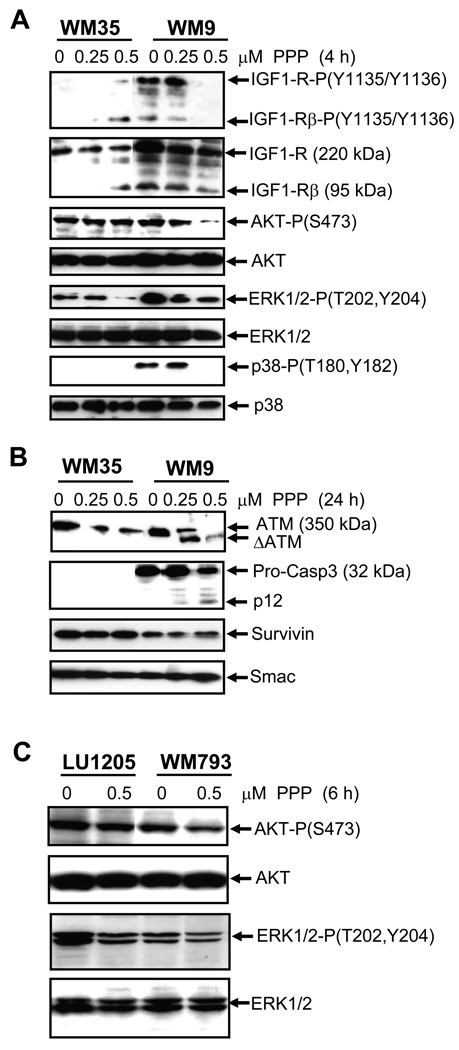 A
WM35 WM9
0 0.25 0.5 0 0.25 0.5 μM PPP (4 h)
IGF1-R-P(Y1135/Y1136)
IGF1-Rβ-P(Y1135/Y1136)
IGF1-R (220 kDa)
IGF1-Rβ (95 kDa)
AKT-P(S473)
AKT
ERK1/2-P(T202,Y204)
ERK1/2
p38-P(T180,Y182)
p38
B
WM35 WM9
0 0.25 0.5 0 0.25 0.5 μM PPP (24 h)
ATM (350 kDa)
ΔATM
Pro-Casp3 (32 kDa)
p12
Survivin
Smac
C
LU1205 WM793
0 0.5 0 0.5 μM PPP (6 h)
AKT-P(S473)
AKT
ERK1/2-P(T202,Y204)
ERK1/2